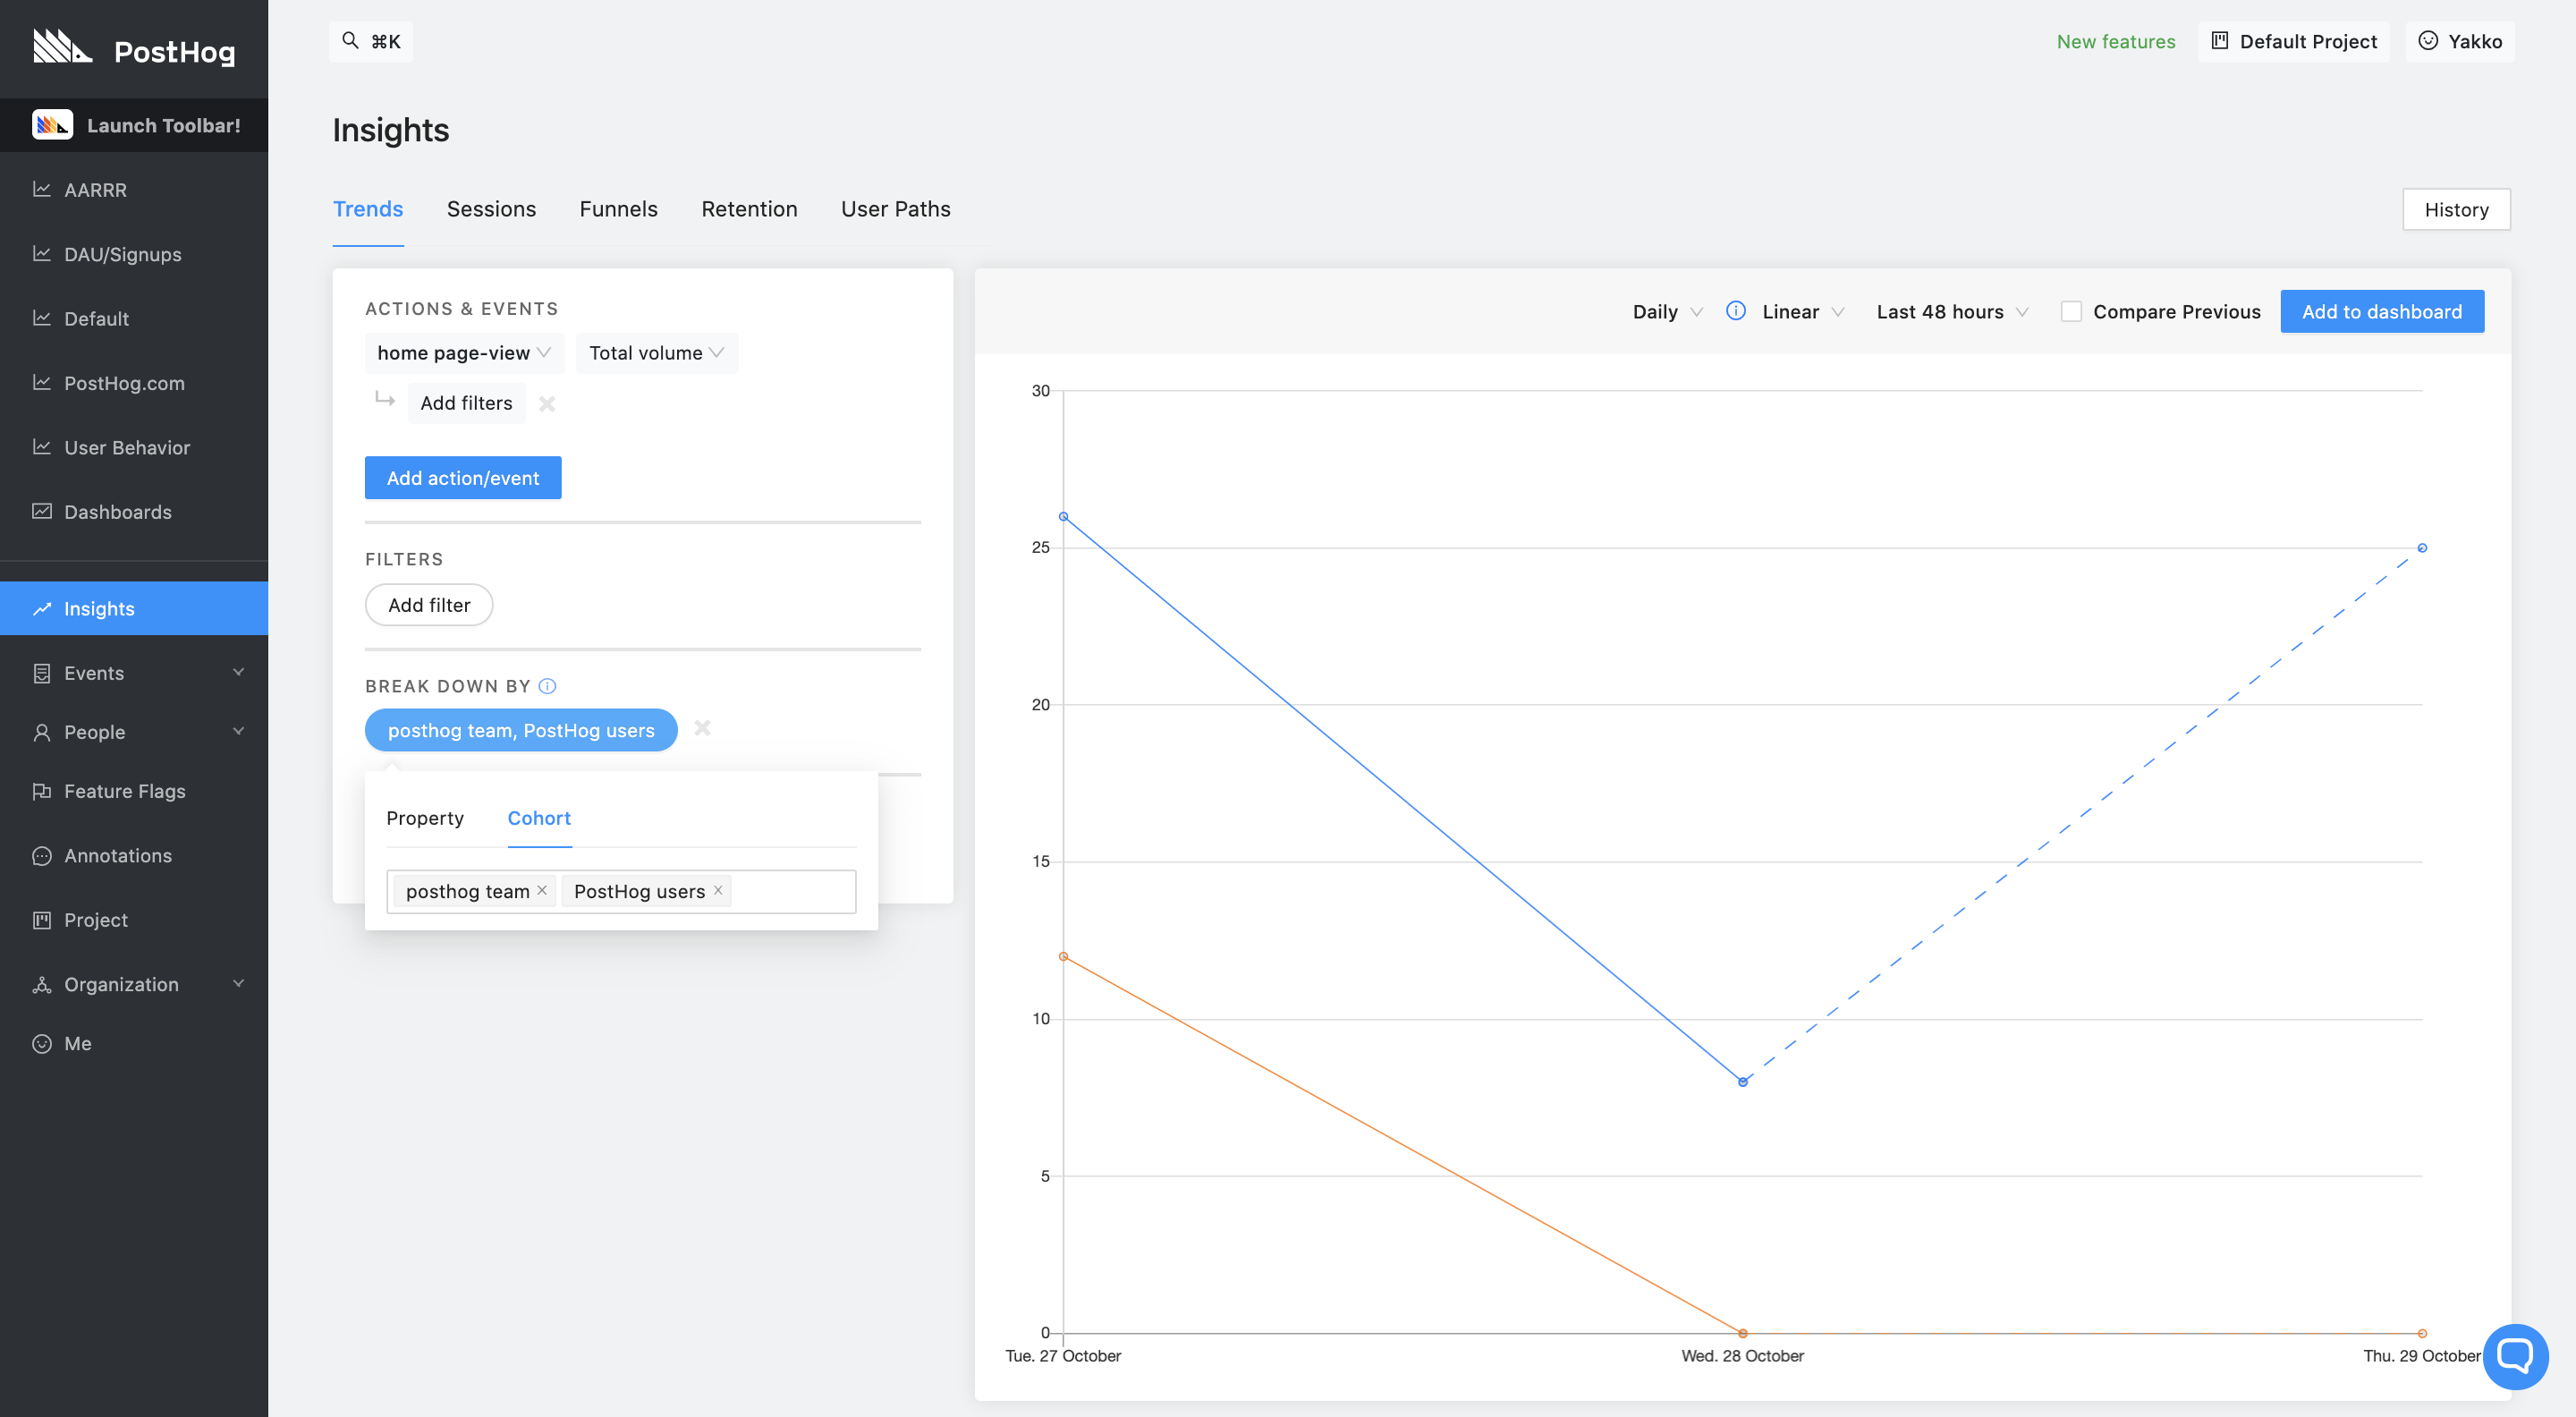 PostHog
Launch Toolbar!
AARRR
DAU/Signups
Default
PostHog.com
User Behavior
Dashboards
Insights
Events
People
Feature Flags
Annotations
Project
Organization
Me
⌘K
New features
Default Project
Yakko
Insights
Trends Sessions Funnels Retention User Paths
History
ACTIONS & EVENTS
home page-view Total volume
Add filters
Add action/event
FILTERS
Add filter
BREAK DOWN BY
posthog team, PostHog users
Property Cohort
posthog team PostHog users
Daily Linear Last 48 hours Compare Previous Add to dashboard
30
25
20
15
10
5
0
Tue. 27 October Wed. 28 October Thu. 29 October